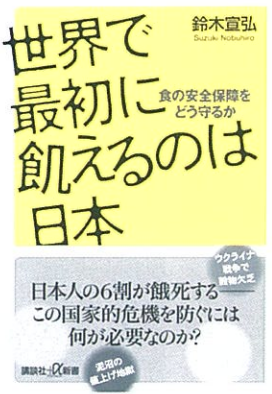 鈴木宣弘
Suzuki Nobuhiro
世界で
最初に
飢えるのは
日本
食の安全保障を
どう守るか
ウクライナ
戦争で
穀物欠乏
日本人の6割が餓死する
この国家的危機を防ぐには
何が必要なのか?
泥沼の
値上げ地獄
講談社+α新書